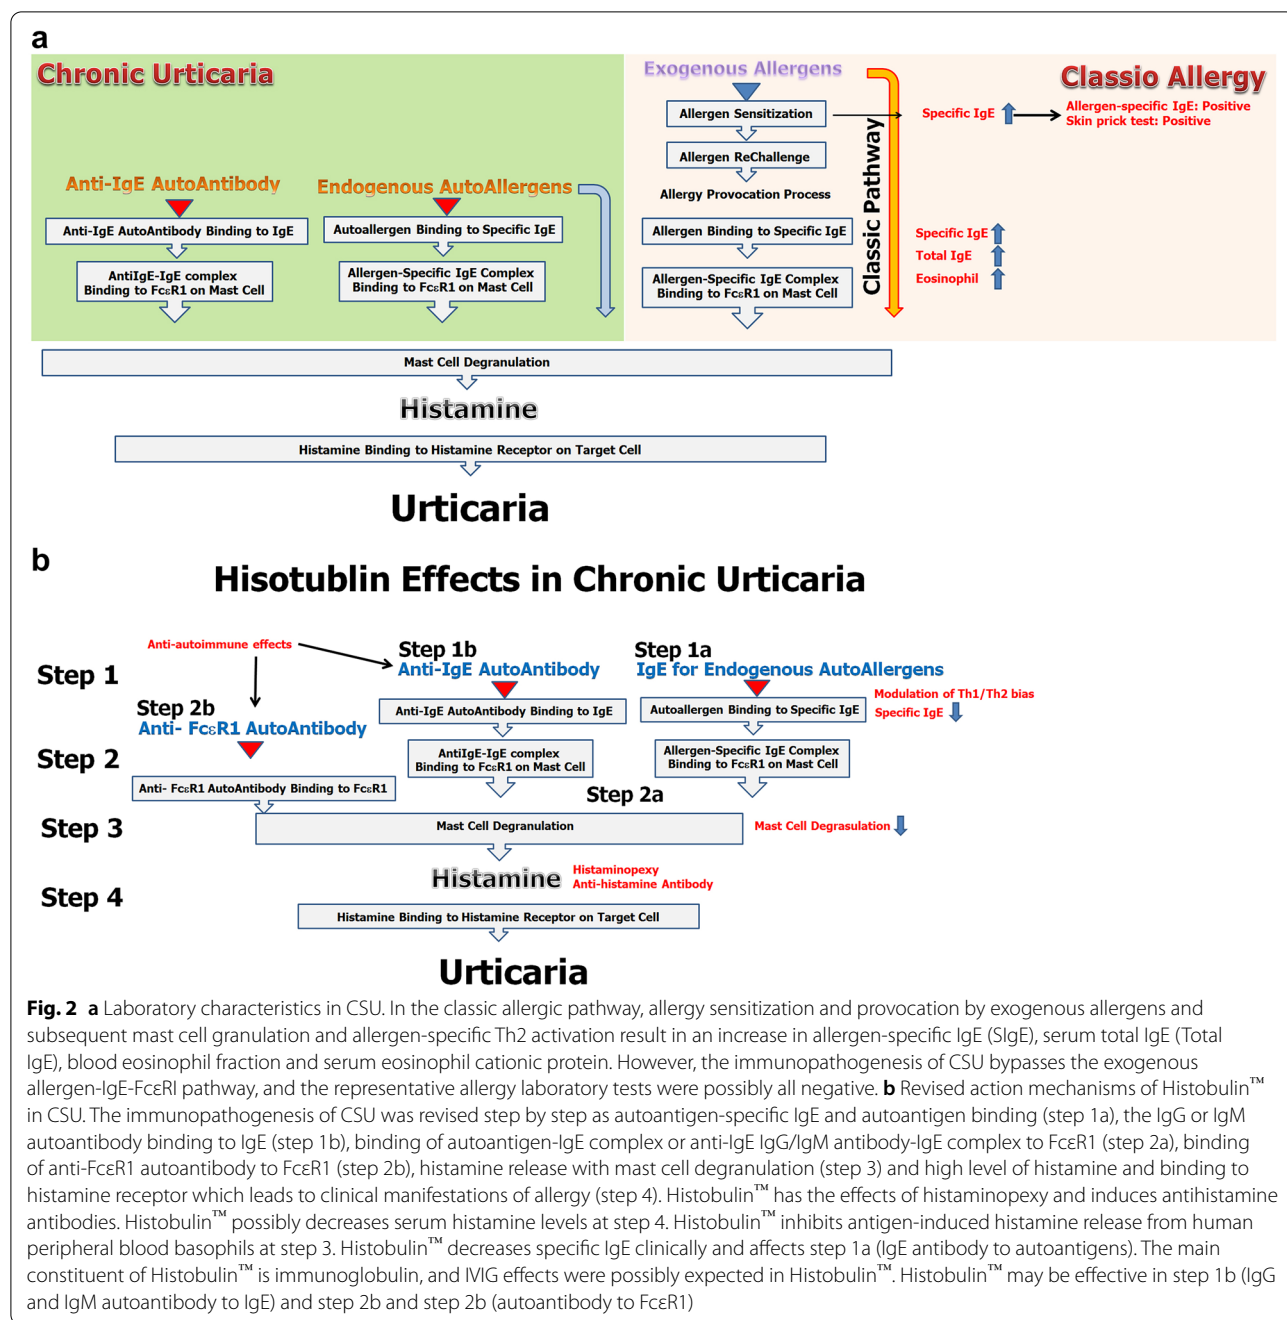 a
Chronic Urticaria
Exogenous Allergens
Classio Allergy
Allergen Sensitization
Specific IgE
Allergen-specific IgE: Positive
Skin prick test: Positive
Allergen ReChallenge
Allergy Provocation Process
Classic Pathway
Anti-IgE AutoAntibody
Endogenous AutoAllergens
Anti-IgE AutoAntibody Binding to IgE
Autoallergen Binding to Specific IgE
Allergen Binding to Specific IgE
Specific IgE
Total IgE
Eosinophil
AntiIgE-IgE complex
Binding to FcεR1 on Mast Cell
Allergen-Specific IgE Complex
Binding to FcεR1 on Mast Cell
Allergen-Specific IgE Complex
Binding to FcεR1 on Mast Cell
Mast Cell Degranulation
Histamine
Histamine Binding to Histamine Receptor on Target Cell
Urticaria
b
Hisotublin Effects in Chronic Urticaria
Step 1
Anti-autoimmune effects
Step 1b
Anti-IgE AutoAntibody
Step 1a
IgE for Endogenous AutoAllergens
Anti-IgE AutoAntibody Binding to IgE
Autoallergen Binding to Specific IgE
Modulation of Th1/Th2 bias
Specific IgE
Step 2b
Anti- FcεR1 AutoAntibody
Step 2
AntiIgE-IgE complex
Binding to FcεR1 on Mast Cell
Allergen-Specific IgE Complex
Binding to FcεR1 on Mast Cell
Anti- FcεR1 AutoAntibody Binding to FcεR1
Step 2a
Step 3
Mast Cell Degranulation
Mast Cell Degrasulation
Histamine
Histaminopexy
Anti-histamine Antibody
Step 4
Histamine Binding to Histamine Receptor on Target Cell
Urticaria
Fig. 2 a Laboratory characteristics in CSU. In the classic allergic pathway, allergy sensitization and provocation by exogenous allergens and
subsequent mast cell granulation and allergen-specific Th2 activation result in an increase in allergen-specific IgE (SIgE), serum total IgE (Total
IgE), blood eosinophil fraction and serum eosinophil cationic protein. However, the immunopathogenesis of CSU bypasses the exogenous
allergen-IgE-FcεRI pathway, and the representative allergy laboratory tests were possibly all negative. b Revised action mechanisms of Histobulin™
in CSU. The immunopathogenesis of CSU was revised step by step as autoantigen-specific IgE and autoantigen binding (step 1a), the IgG or IgM
autoantibody binding to IgE (step 1b), binding of autoantigen-IgE complex or anti-IgE IgG/IgM antibody-IgE complex to FcεR1 (step 2a), binding
of anti-FcεR1 autoantibody to FcεR1 (step 2b), histamine release with mast cell degranulation (step 3) and high level of histamine and binding to
histamine receptor which leads to clinical manifestations of allergy (step 4). Histobulin™ has the effects of histaminopexy and induces antihistamine
antibodies. Histobulin™ possibly decreases serum histamine levels at step 4. Histobulin™ inhibits antigen-induced histamine release from human
peripheral blood basophils at step 3. Histobulin™ decreases specific IgE clinically and affects step 1a (IgE antibody to autoantigens). The main
constituent of Histobulin™ is immunoglobulin, and IVIG effects were possibly expected in Histobulin™. Histobulin™ may be effective in step 1b (IgG
and IgM autoantibody to IgE) and step 2b and step 2b (autoantibody to FcεR1)